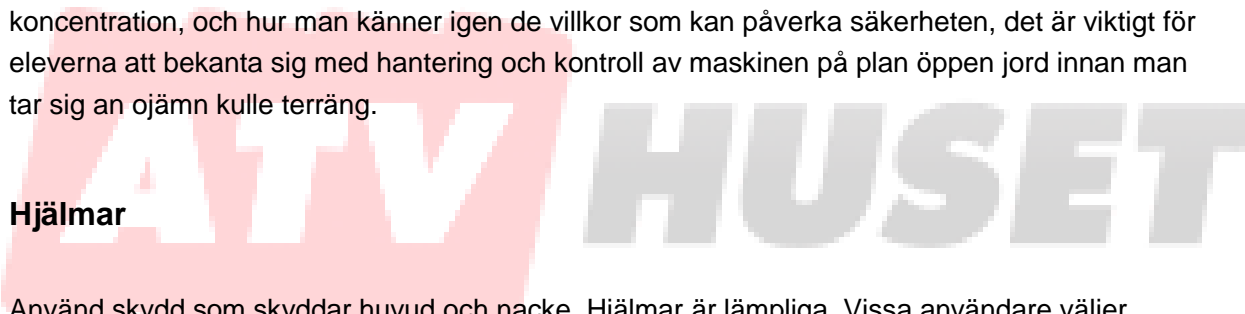 koncentration, och hur man känner igen de villkor som kan påverka säkerheten, det är viktigt för
eleverna att bekanta sig med hantering och kontroll av maskinen på plan öppen jord innan man
tar sig an ojämn kulle terräng.
ATV HUSET
Hjälmar
Använd skydd som skyddar huvud och nacke. Hjälmar är lämpliga. Vissa användare väljer